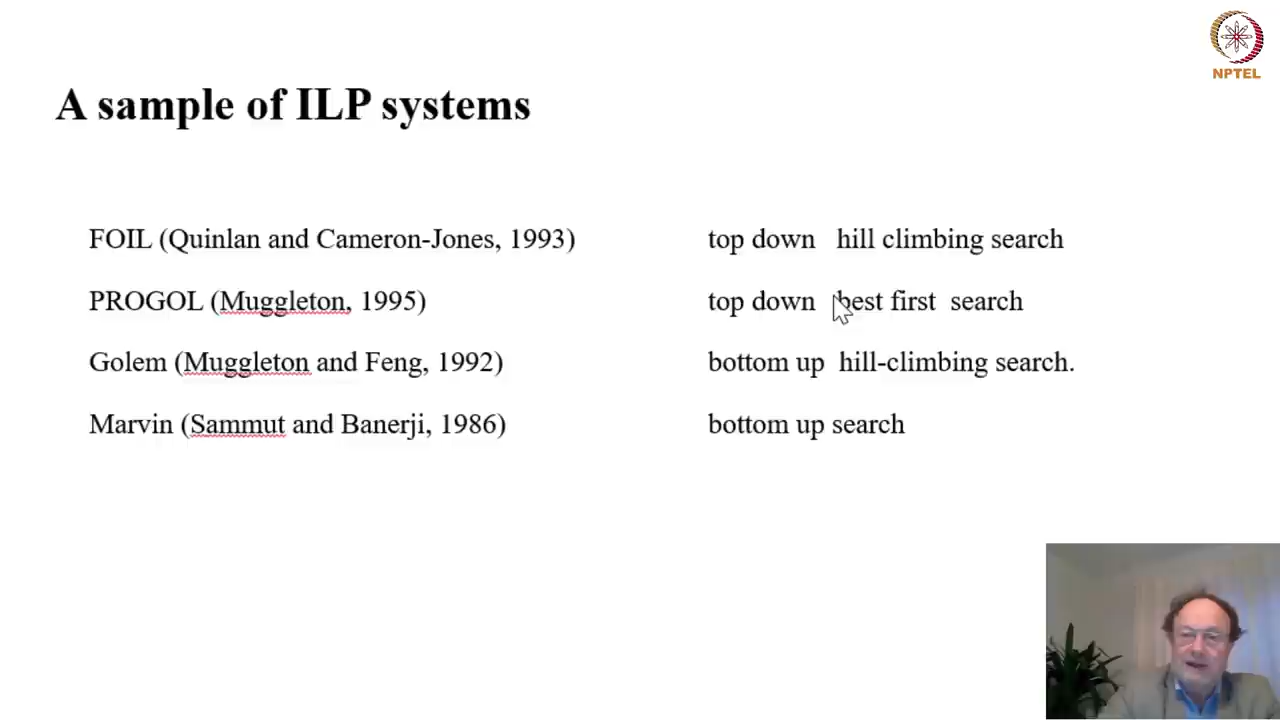 NPTEL
A sample of ILP systems
FOIL (Quinlan and Cameron-Jones, 1993) top down hill climbing search
PROGOL (Muggleton, 1995) top down best first search
Golem (Muggleton and Feng, 1992) bottom up hill-climbing search.
Marvin (Sammut and Banerji, 1986) bottom up search